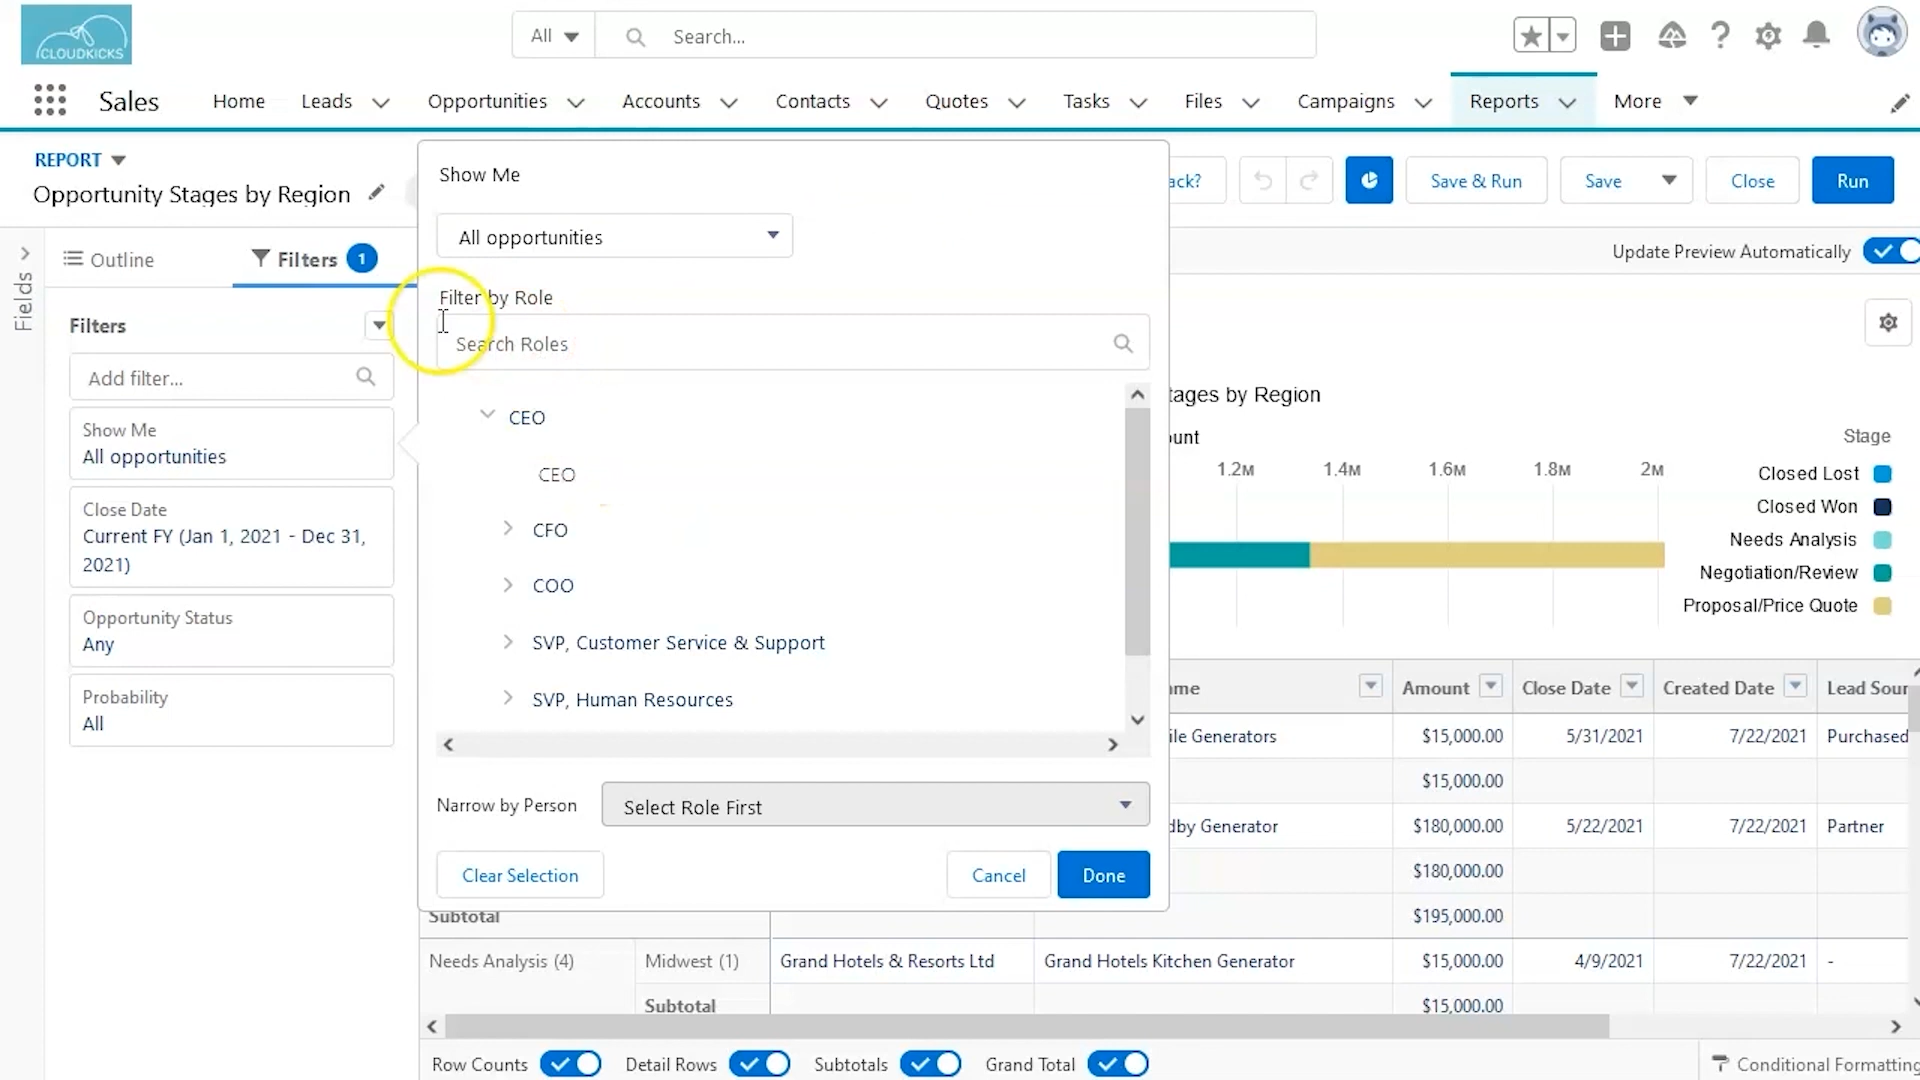 CLOUDKICKS
All
Search...
Sales
Home
Leads
Opportunities
Accounts
Contacts
Quotes
Tasks
Files
Campaigns
Reports
More
REPORT
Opportunity Stages by Region
ack?
Save & Run
Save
Close
Run
Fields
Outline
Filters 1
Update Preview Automatically
Filters
Add filter...
Show Me
All opportunities
Close Date
Current FY (Jan 1, 2021 - Dec 31,
2021)
Opportunity Status
Any
Probability
All
Show Me
All opportunities
Filter by Role
Search Roles
CEO
CEO
CFO
COO
SVP, Customer Service & Support
SVP, Human Resources
Narrow by Person
Select Role First
Clear Selection
Cancel
Done
tages by Region
unt
1.2M 1.4M 1.6M 1.8M 2M
Stage
Closed Lost
Closed Won
Needs Analysis
Negotiation/Review
Proposal/Price Quote
me Amount Close Date Created Date Lead Sour
ile Generators $15,000.00 5/31/2021 7/22/2021 Purchased
$15,000.00
dby Generator $180,000.00 5/22/2021 7/22/2021 Partner
$180,000.00
Subtotal $195,000.00
Needs Analysis (4) Midwest (1) Grand Hotels & Resorts Ltd Grand Hotels Kitchen Generator $15,000.00 4/9/2021 7/22/2021 -
Subtotal $15,000.00
Row Counts
Detail Rows
Subtotals
Grand Total
Conditional Formatting